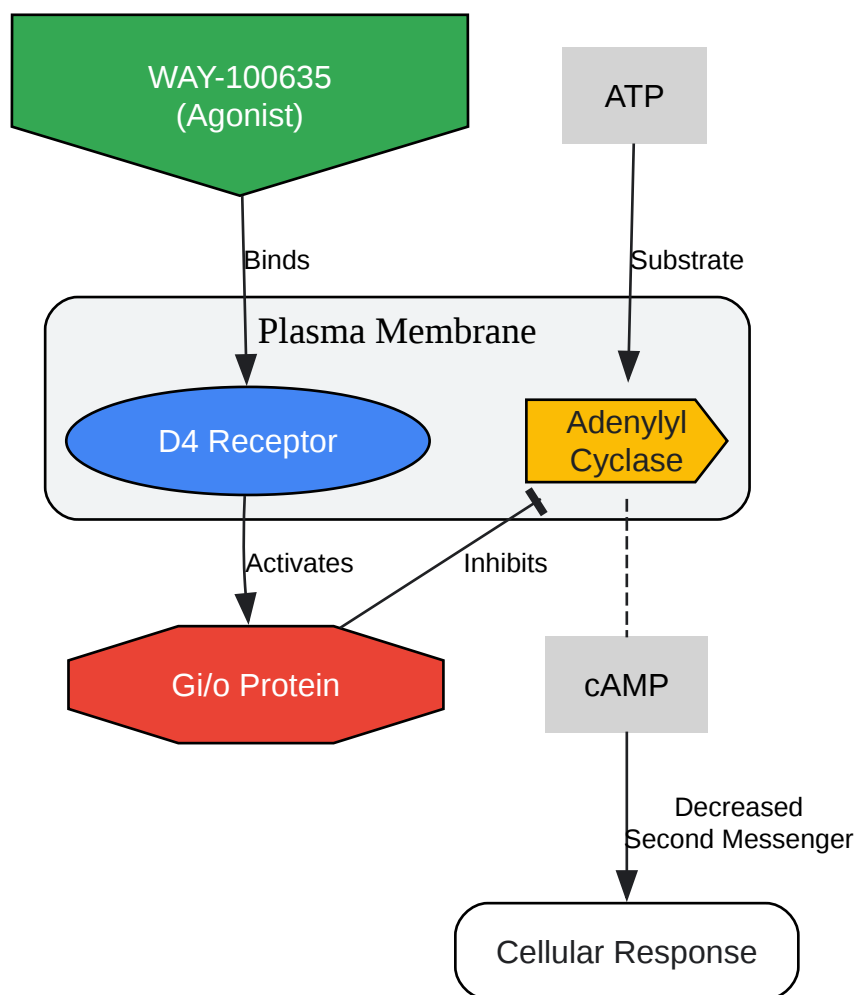 WAY-100635
(Agonist)
ATP
Binds
Substrate
Plasma Membrane
D4 Receptor
Adenylyl
Cyclase
Activates
Inhibits
Gi/o Protein
cAMP
Decreased
Second Messenger
Cellular Response